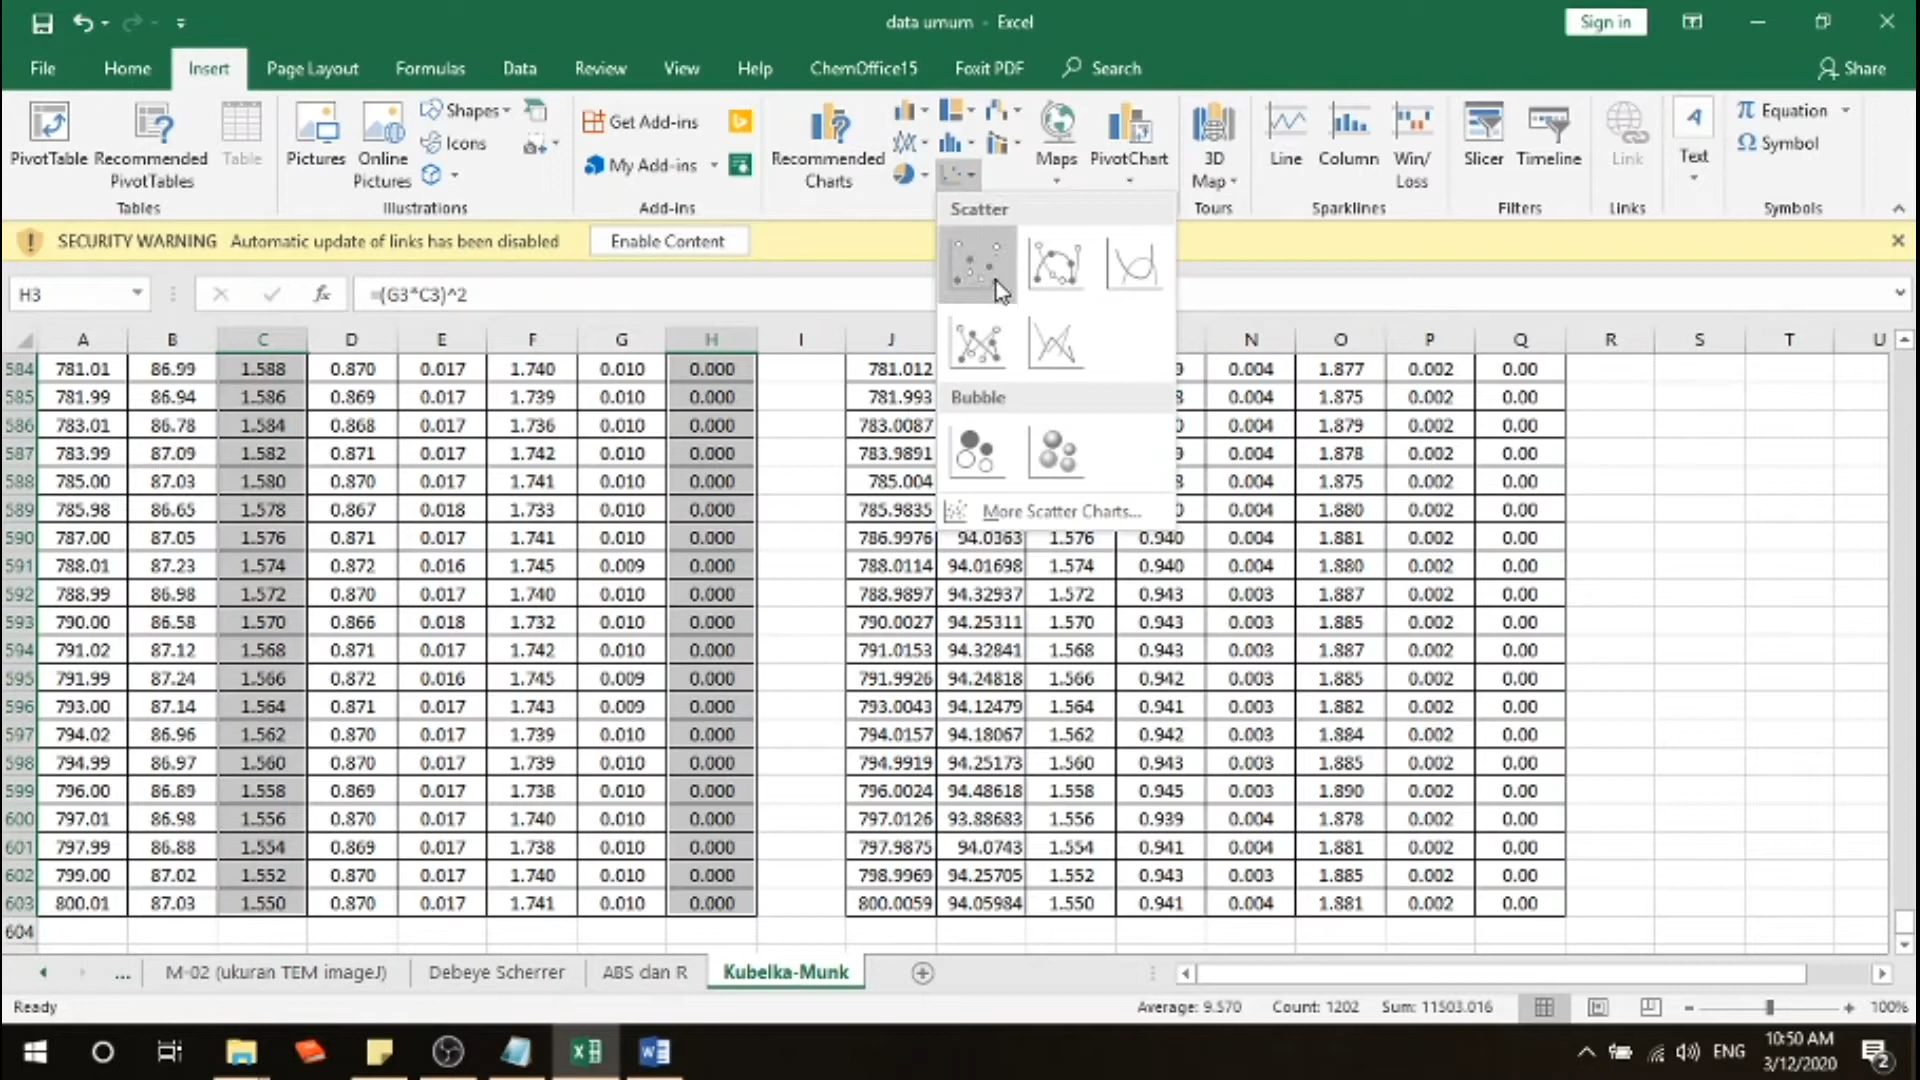 data umum - Excel
Sign in
File Home Insert Page Layout Formulas Data Review View Help ChemOffice15 Foxit PDF Search Share
PivotTable Recommended PivotTables Table Pictures Online Pictures Shapes Icons Get Add-ins My Add-ins Recommended Charts Maps PivotChart 3D Map Line Column Win/Loss Slicer Timeline Link Text Equation Symbol
Tables Illustrations Add-ins Tours Sparklines Filters Links Symbols
SECURITY WARNING Automatic update of links has been disabled Enable Content
H3 fx =(G3*C3)^2
Scatter
Bubble
More Scatter Charts...
A B C D E F G H I J N O P Q R S T U
584 781.01 86.99 1.588 0.870 0.017 1.740 0.010 0.000 781.012 0.004 1.877 0.002 0.00
585 781.99 86.94 1.586 0.869 0.017 1.739 0.010 0.000 781.993 0.004 1.875 0.002 0.00
586 783.01 86.78 1.584 0.868 0.017 1.736 0.010 0.000 783.0087 0.004 1.879 0.002 0.00
587 783.99 87.09 1.582 0.871 0.017 1.742 0.010 0.000 783.9891 0.004 1.878 0.002 0.00
588 785.00 87.03 1.580 0.870 0.017 1.741 0.010 0.000 785.004 0.004 1.875 0.002 0.00
589 785.98 86.65 1.578 0.867 0.018 1.733 0.010 0.000 785.9835 0.004 1.880 0.002 0.00
590 787.00 87.05 1.576 0.871 0.017 1.741 0.010 0.000 786.9976 94.0363 1.576 0.940 0.004 1.881 0.002 0.00
591 788.01 87.23 1.574 0.872 0.016 1.745 0.009 0.000 788.0114 94.01698 1.574 0.940 0.004 1.880 0.002 0.00
592 788.99 86.98 1.572 0.870 0.017 1.740 0.010 0.000 788.9897 94.32937 1.572 0.943 0.003 1.887 0.002 0.00
593 790.00 86.58 1.570 0.866 0.018 1.732 0.010 0.000 790.0027 94.25311 1.570 0.943 0.003 1.885 0.002 0.00
594 791.02 87.12 1.568 0.871 0.017 1.742 0.010 0.000 791.0153 94.32841 1.568 0.943 0.003 1.887 0.002 0.00
595 791.99 87.24 1.566 0.872 0.016 1.745 0.009 0.000 791.9926 94.24818 1.566 0.942 0.003 1.885 0.002 0.00
596 793.00 87.14 1.564 0.871 0.017 1.743 0.009 0.000 793.0043 94.12479 1.564 0.941 0.003 1.882 0.002 0.00
597 794.02 86.96 1.562 0.870 0.017 1.739 0.010 0.000 794.0157 94.18067 1.562 0.942 0.003 1.884 0.002 0.00
598 794.99 86.97 1.560 0.870 0.017 1.739 0.010 0.000 794.9919 94.25173 1.560 0.943 0.003 1.885 0.002 0.00
599 796.00 86.89 1.558 0.869 0.017 1.738 0.010 0.000 796.0024 94.48618 1.558 0.945 0.003 1.890 0.002 0.00
600 797.01 86.98 1.556 0.870 0.017 1.740 0.010 0.000 797.0126 93.88683 1.556 0.939 0.004 1.878 0.002 0.00
601 797.99 86.88 1.554 0.869 0.017 1.738 0.010 0.000 797.9875 94.0743 1.554 0.941 0.004 1.881 0.002 0.00
602 799.00 87.02 1.552 0.870 0.017 1.740 0.010 0.000 798.9969 94.25705 1.552 0.943 0.003 1.885 0.002 0.00
603 800.01 87.03 1.550 0.870 0.017 1.741 0.010 0.000 800.0059 94.05984 1.550 0.941 0.004 1.881 0.002 0.00
604
... M-02 (ukuran TEM imageJ) Debeye Scherrer ABS dan R Kubelka-Munk
Ready Average: 9.570 Count: 1202 Sum: 11503.016 100%
ENG 10:50 AM
3/12/2020 2